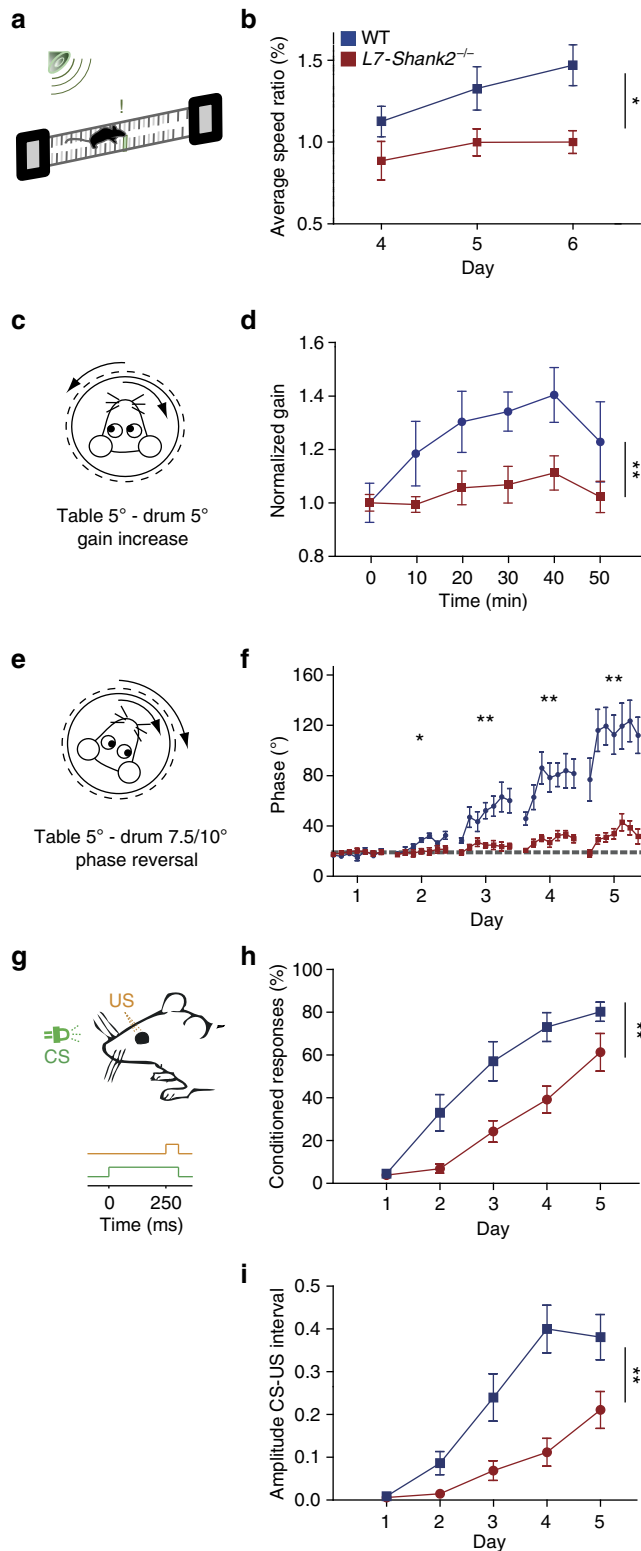 a
!
b
WT
L7-Shank2⁻/⁻
Average speed ratio (%)
1.5
1.0
0.5
*
4 5 6
Day
c
Table 5° - drum 5°
gain increase
d
Normalized gain
1.6
1.4
1.2
1.0
0.8
**
0 10 20 30 40 50
Time (min)
e
Table 5° - drum 7.5/10°
phase reversal
f
Phase (°)
160
120
80
40
0
* ** ** **
1 2 3 4 5
Day
g
US
CS
0 250
Time (ms)
h
Conditioned responses (%)
100
80
60
40
20
0
**
1 2 3 4 5
Day
i
Amplitude CS-US interval
0.5
0.4
0.3
0.2
0.1
0.0
**
1 2 3 4 5
Day